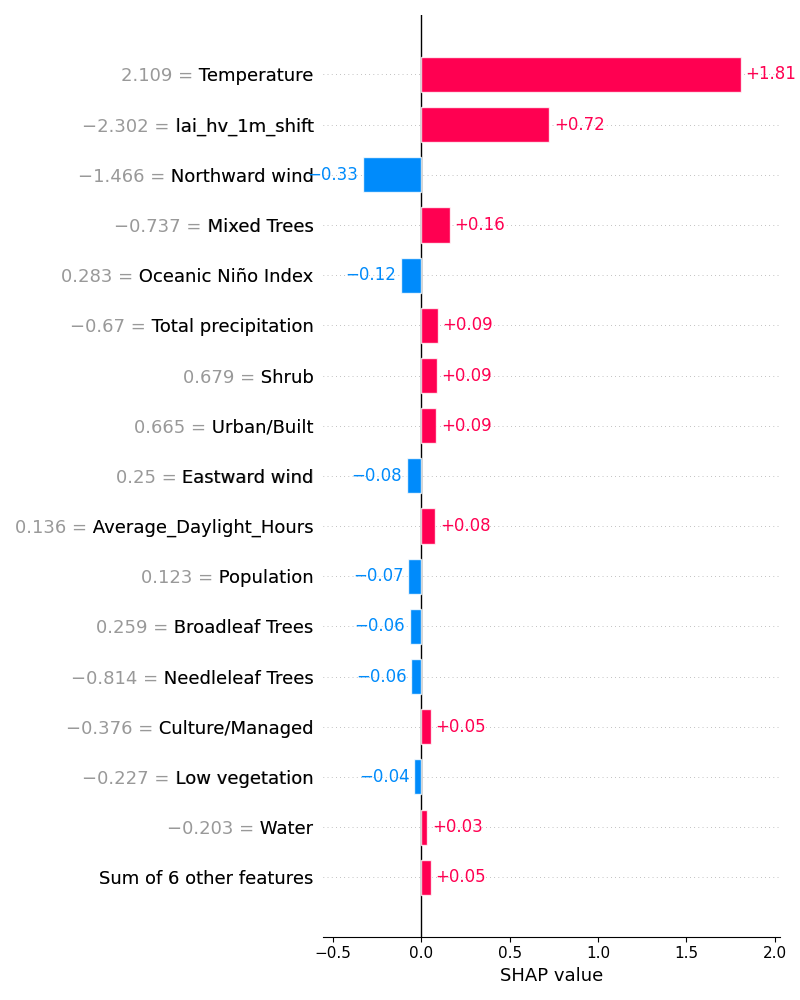 2.109 = Temperature +1.81
−2.302 = lai_hv_1m_shift +0.72
−1.466 = Northward wind −0.33
−0.737 = Mixed Trees +0.16
0.283 = Oceanic Niño Index −0.12
−0.67 = Total precipitation +0.09
0.679 = Shrub +0.09
0.665 = Urban/Built +0.09
0.25 = Eastward wind −0.08
0.136 = Average_Daylight_Hours +0.08
0.123 = Population −0.07
0.259 = Broadleaf Trees −0.06
−0.814 = Needleleaf Trees −0.06
−0.376 = Culture/Managed +0.05
−0.227 = Low vegetation −0.04
−0.203 = Water +0.03
Sum of 6 other features +0.05
−0.5 0.0 0.5 1.0 1.5 2.0
SHAP value